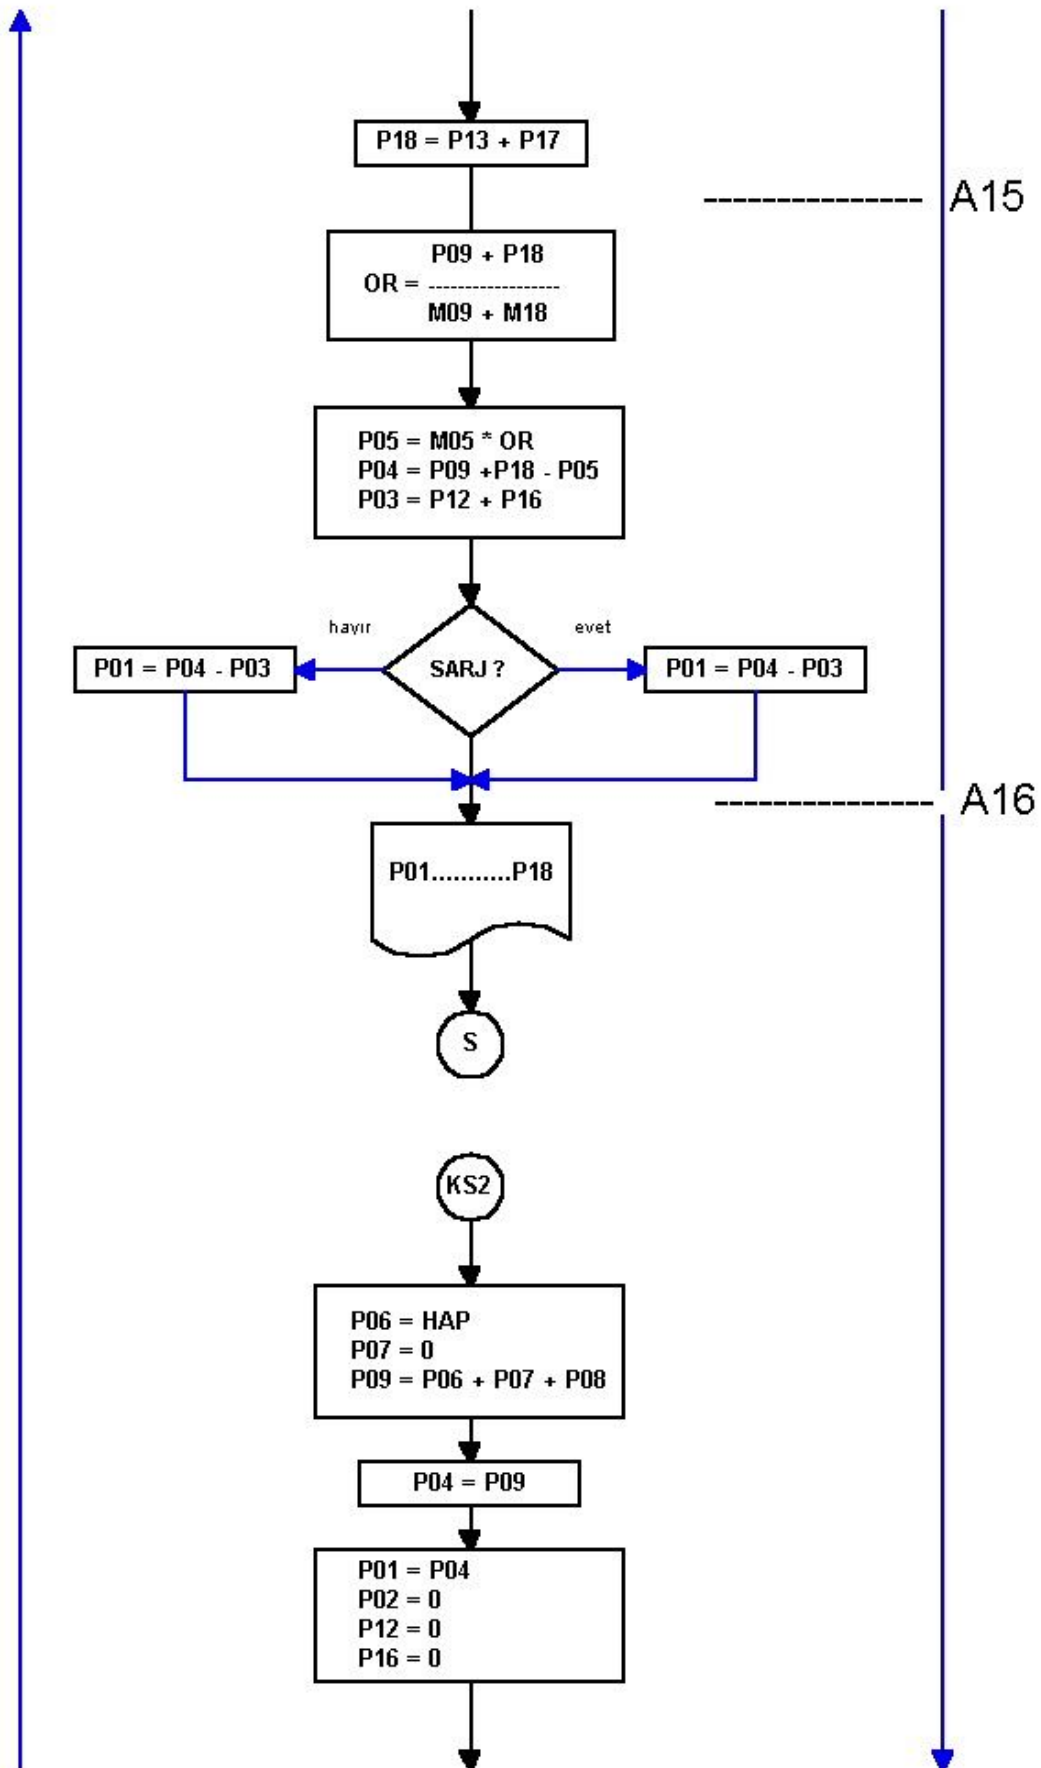 P18 = P13 + P17
A15
P09 + P18
OR = ------------------
M09 + M18
P05 = M05 * OR
P04 = P09 +P18 - P05
P03 = P12 + P16
hayır
evet
P01 = P04 - P03
SARJ ?
P01 = P04 - P03
A16
P01...........P18
S
KS2
P06 = HAP
P07 = 0
P09 = P06 + P07 + P08
P04 = P09
P01 = P04
P02 = 0
P12 = 0
P16 = 0